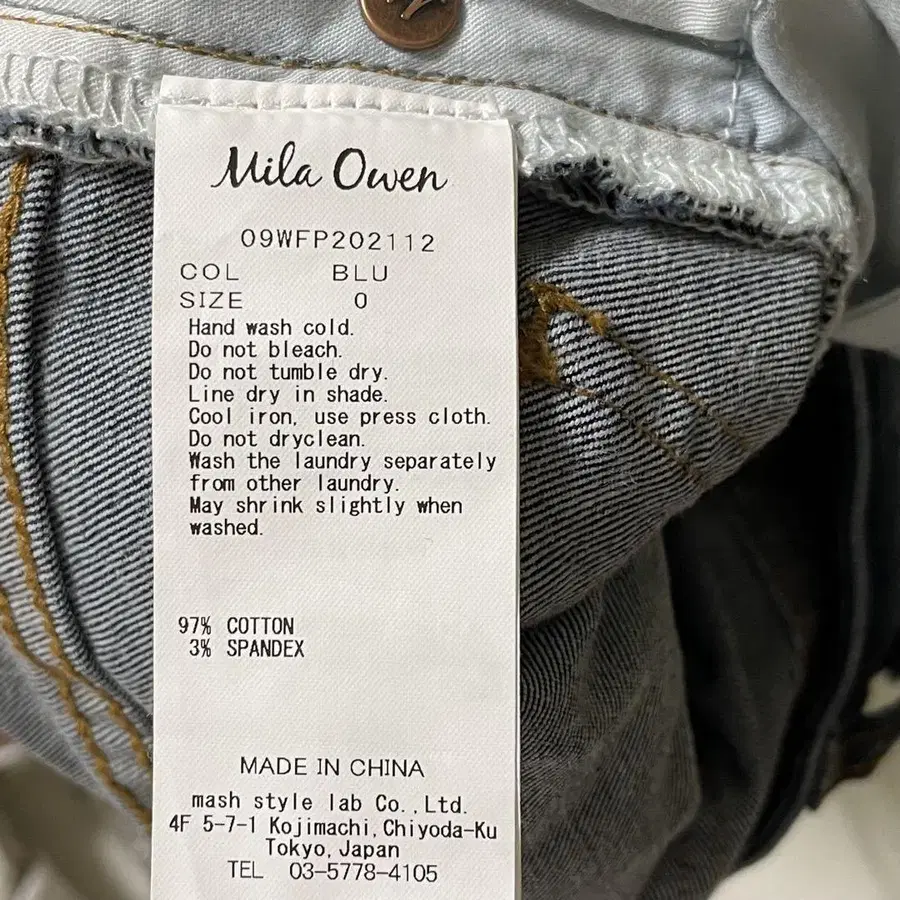 Mila Owen
09WFP202112
COL BLU
SIZE 0
Hand wash cold.
Do not bleach.
Do not tumble dry.
Line dry in shade.
Cool iron, use press cloth.
Do not dryclean.
Wash the laundry separately
from other laundry.
May shrink slightly when
washed.
97% COTTON
3% SPANDEX
MADE IN CHINA
mash style lab Co.,Ltd.
4F 5-7-1 Kojimachi,Chiyoda-Ku
Tokyo,Japan
TEL 03-5778-4105